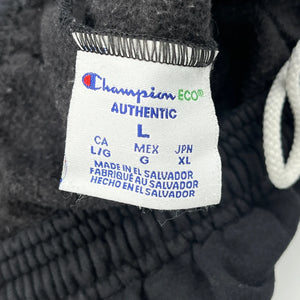 Champion ECO®
AUTHENTIC
L
CA MEX JPN
L/G G XL
MADE IN EL SALVADOR
FABRIQUÉ AU SALVADOR
HECHO EN EL SALVADOR